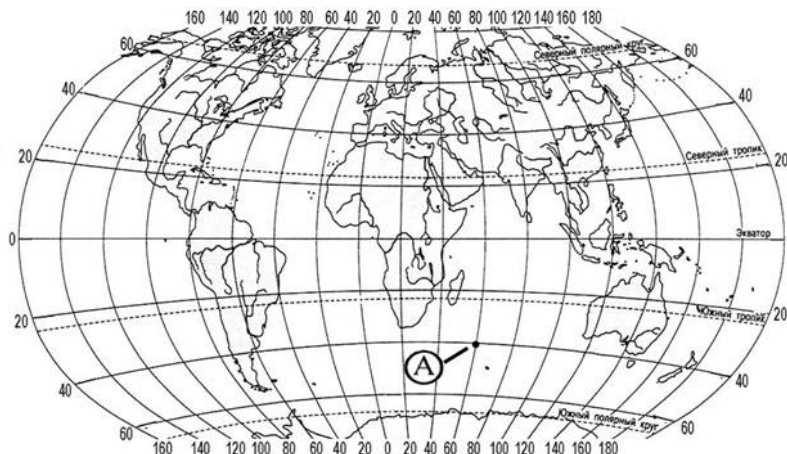 160 140 120 100 80 60 40 20 0 20 40 60 80 100 120 140 160 180
60 Северный полярный круг 60
40 40
Северный тропик
20 20
0 Экватор
Южный тропик
20 20
А
40 40
Южный полярный круг
60 60
160 140 120 100 80 60 40 20 0 20 40 60 80 100 120 140 160 180